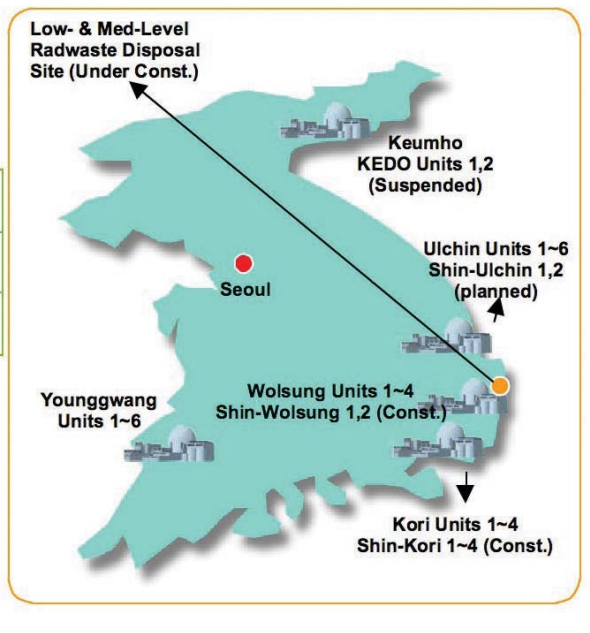 Low- & Med-Level
Radwaste Disposal
Site (Under Const.)
Keumho
KEDO Units 1,2
(Suspended)
Ulchin Units 1~6
Shin-Ulchin 1,2
(planned)
Seoul
Wolsung Units 1~4
Shin-Wolsung 1,2 (Const.)
Younggwang
Units 1~6
Kori Units 1~4
Shin-Kori 1~4 (Const.)